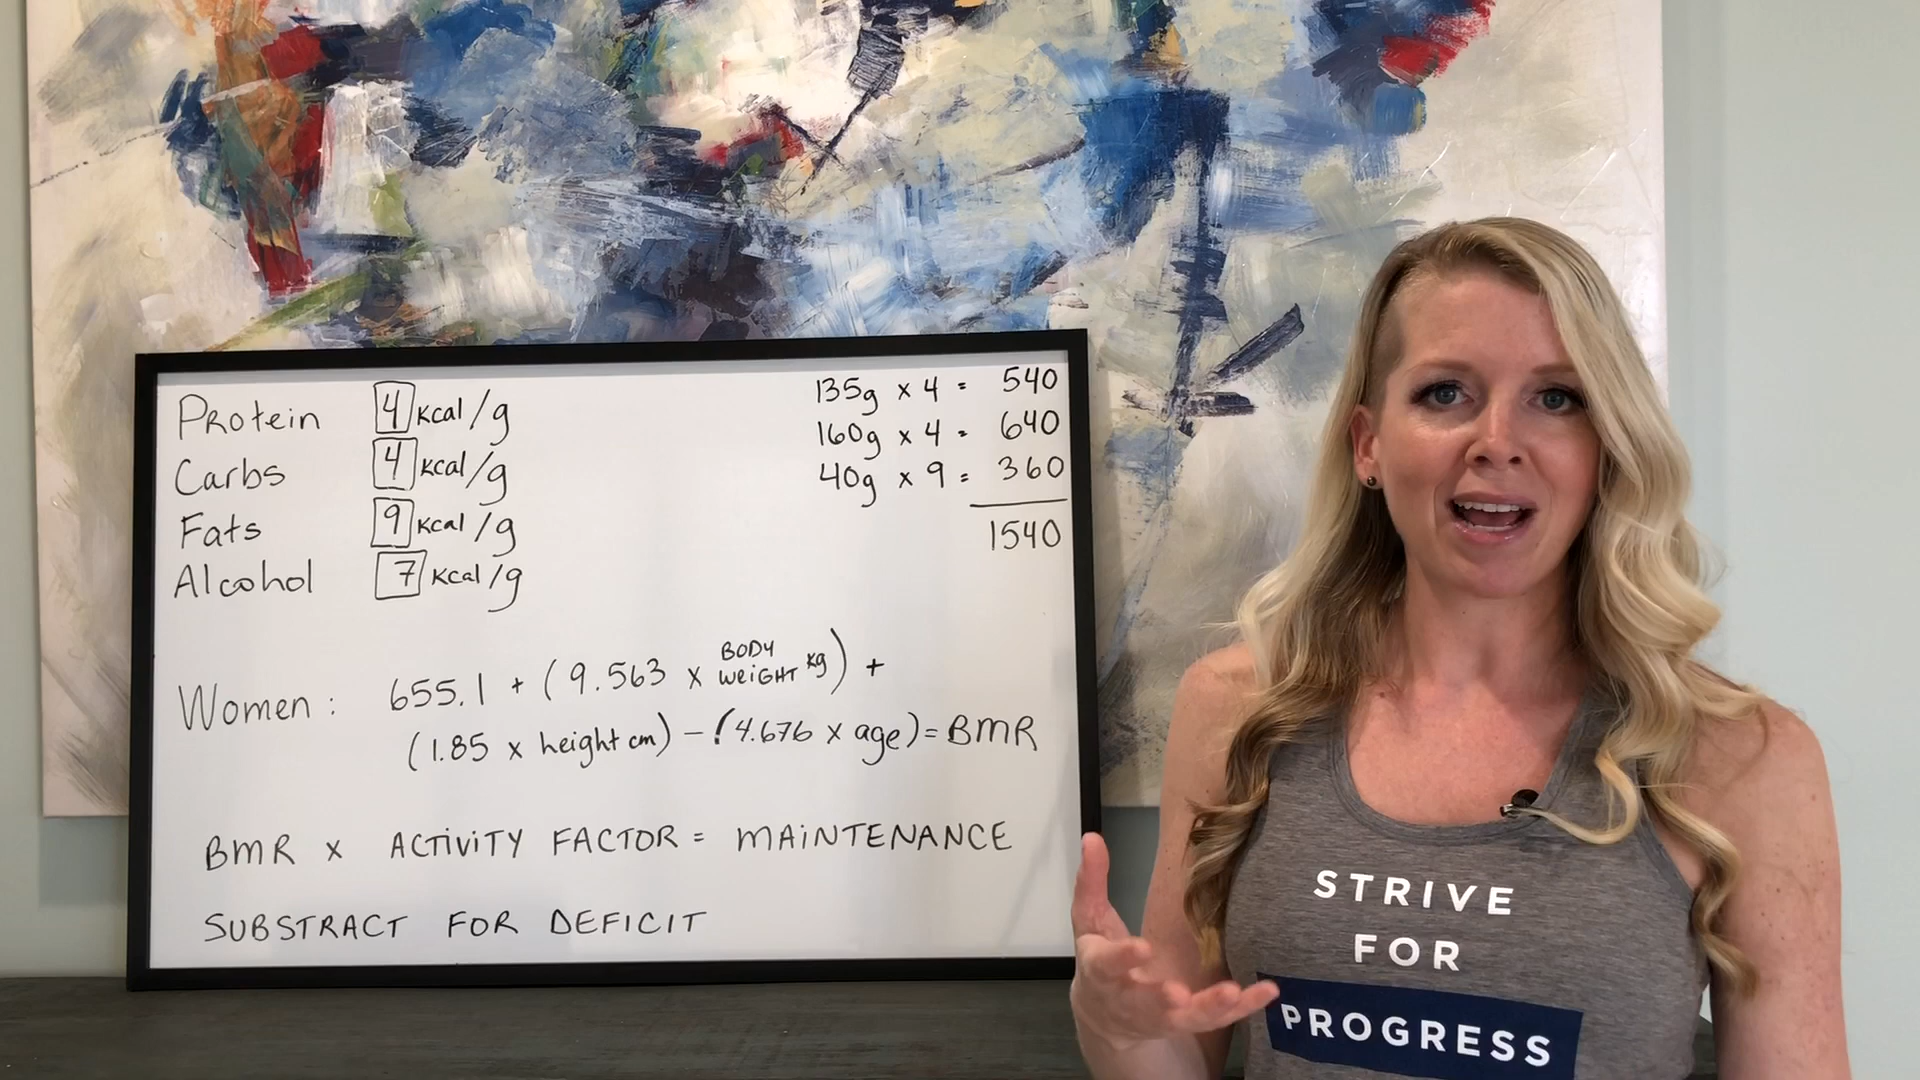 Protein 4 Kcal/g
Carbs 4 Kcal/g
Fats 9 Kcal/g
Alcohol 7 Kcal/g
135g x 4 = 540
160g x 4 = 640
40g x 9 = 360
1540
Women: 655.1 + (9.563 x BODY WEIGHT kg) +
(1.85 x height cm) - (4.676 x age) = BMR
BMR x ACTIVITY FACTOR = MAINTENANCE
SUBSTRACT FOR DEFICIT
STRIVE
FOR
PROGRESS